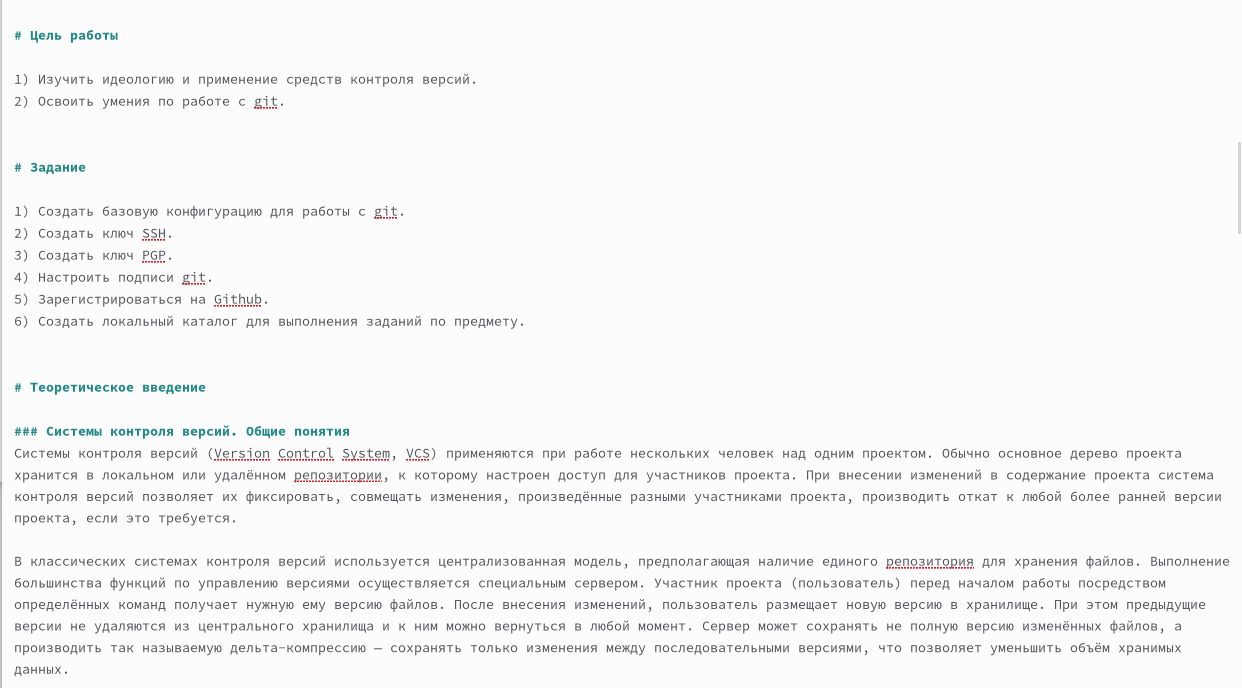 # Цель работы
1) Изучить идеологию и применение средств контроля версий.
2) Освоить умения по работе с git.
# Задание
1) Создать базовую конфигурацию для работы с git.
2) Создать ключ SSH.
3) Создать ключ PGP.
4) Настроить подписи git.
5) Зарегистрироваться на Github.
6) Создать локальный каталог для выполнения заданий по предмету.
# Теоретическое введение
### Системы контроля версий. Общие понятия
Системы контроля версий (Version Control System, VCS) применяются при работе нескольких человек над одним проектом. Обычно основное дерево проекта
хранится в локальном или удалённом репозитории, к которому настроен доступ для участников проекта. При внесении изменений в содержание проекта система
контроля версий позволяет их фиксировать, совмещать изменения, произведённые разными участниками проекта, производить откат к любой более ранней версии
проекта, если это требуется.
В классических системах контроля версий используется централизованная модель, предполагающая наличие единого репозитория для хранения файлов. Выполнение
большинства функций по управлению версиями осуществляется специальным сервером. Участник проекта (пользователь) перед началом работы посредством
определённых команд получает нужную ему версию файлов. После внесения изменений, пользователь размещает новую версию в хранилище. При этом предыдущие
версии не удаляются из центрального хранилища и к ним можно вернуться в любой момент. Сервер может сохранять не полную версию изменённых файлов, а
производить так называемую дельта-компрессию — сохранять только изменения между последовательными версиями, что позволяет уменьшить объём хранимых
данных.